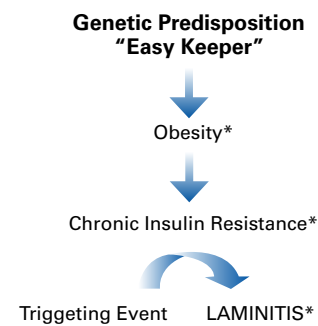 Genetic Predisposition
“Easy Keeper”
Obesity*
Chronic Insulin Resistance*
Triggeting Event LAMINITIS*